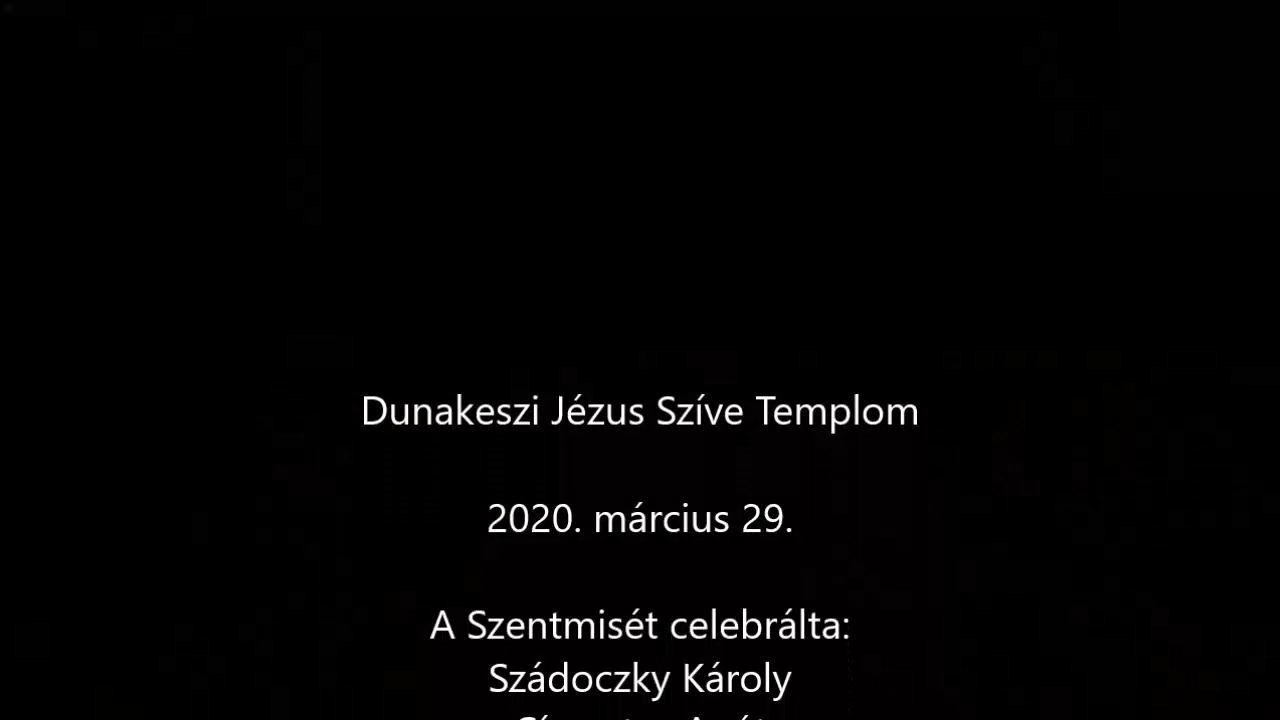 Dunakeszi Jézus Szíve Templom
2020. március 29.
A Szentmisét celebrálta:
Szádoczky Károly